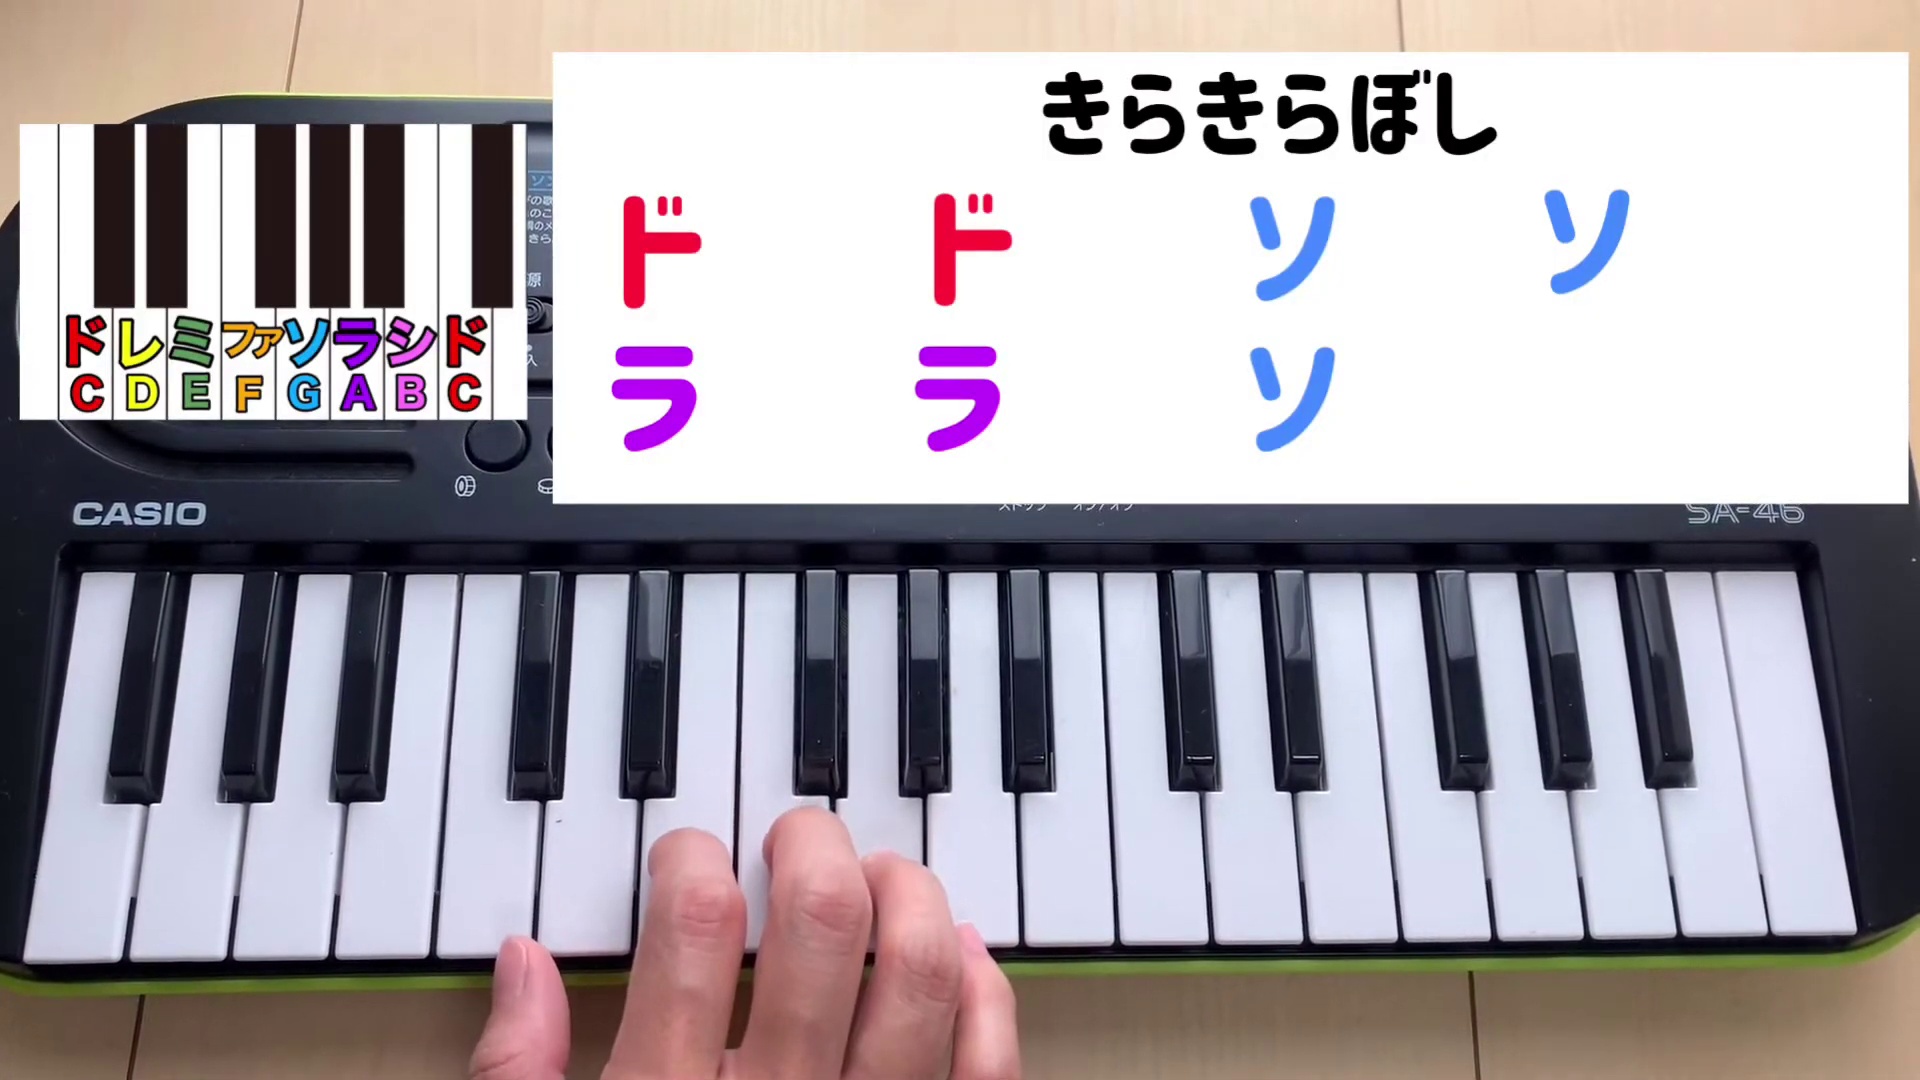 きらきらぼし
ド ド ソ ソ
ララソ
ドレミファソラシド
C D E F G A B C
CASIO
SA-46